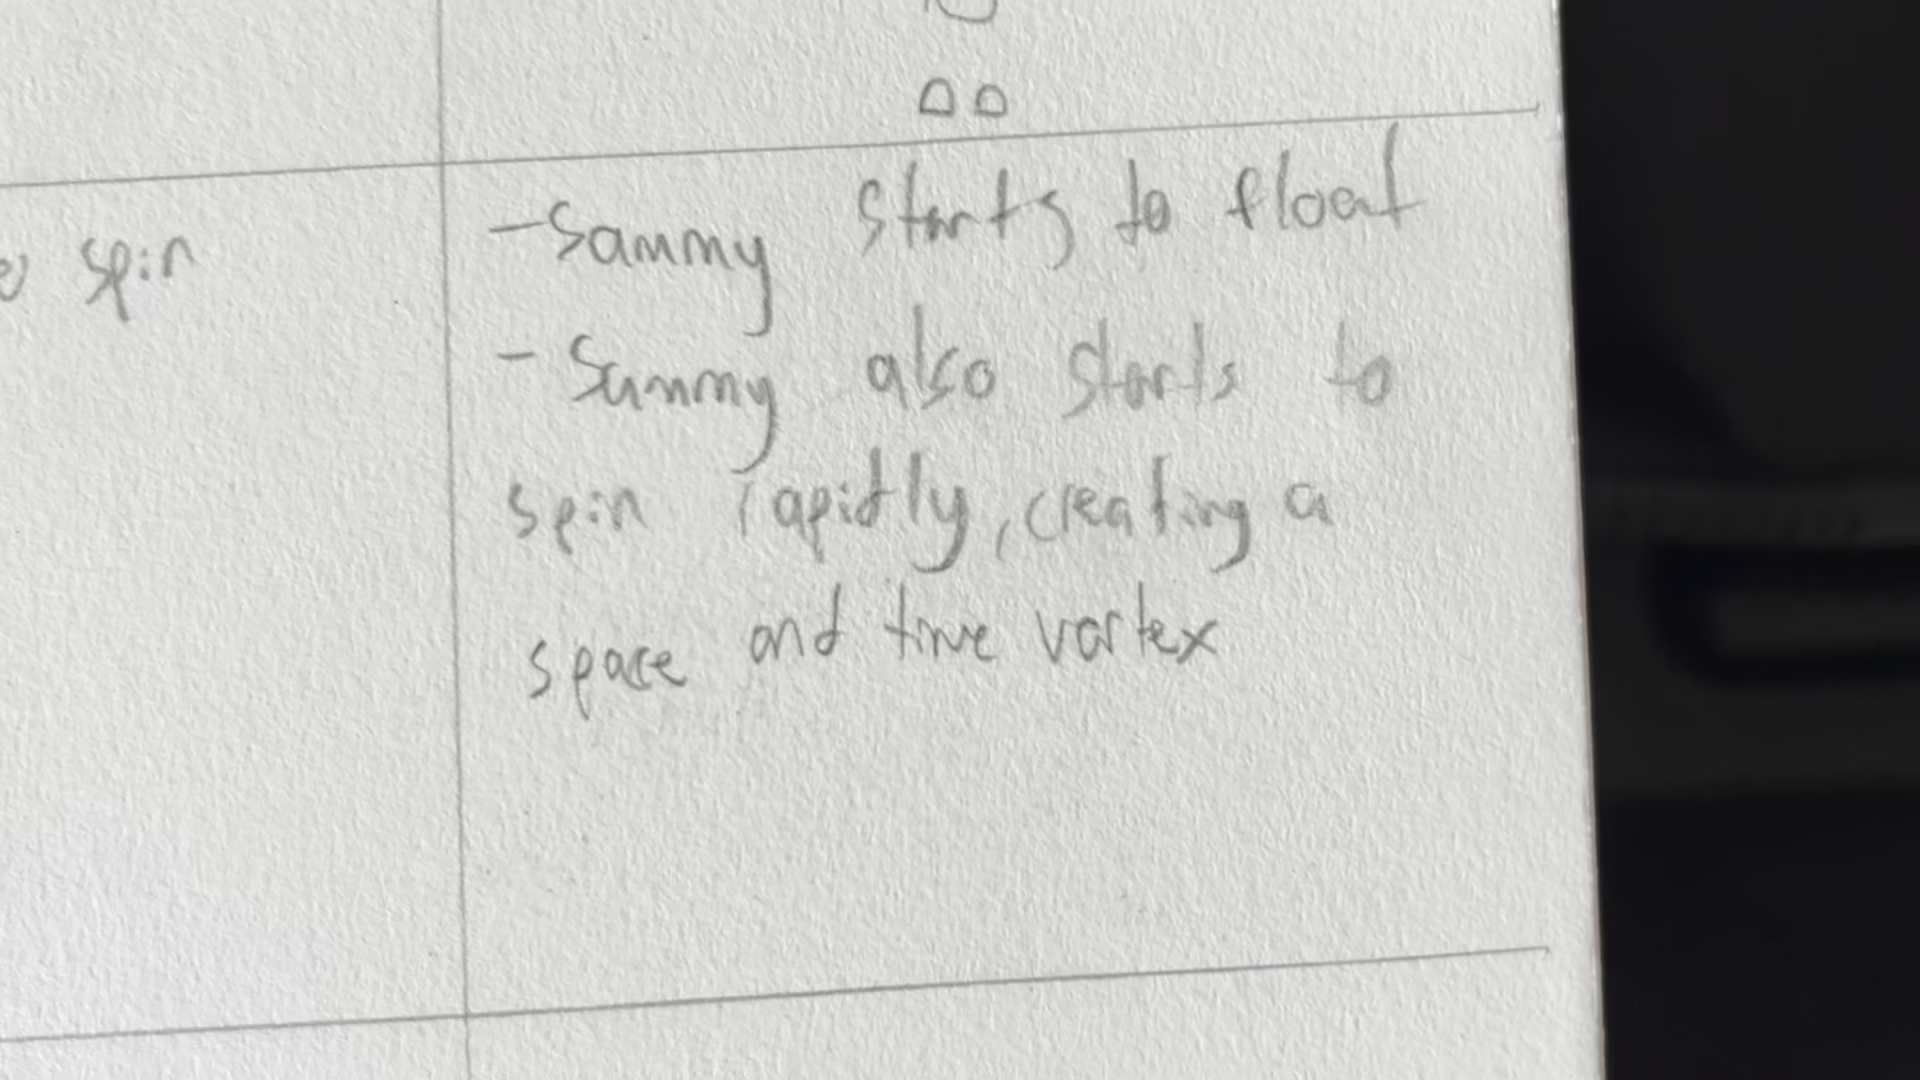 spin
-Sammy starts to float
- Sammy also starts to
spin rapidly, creating a
space and time vortex